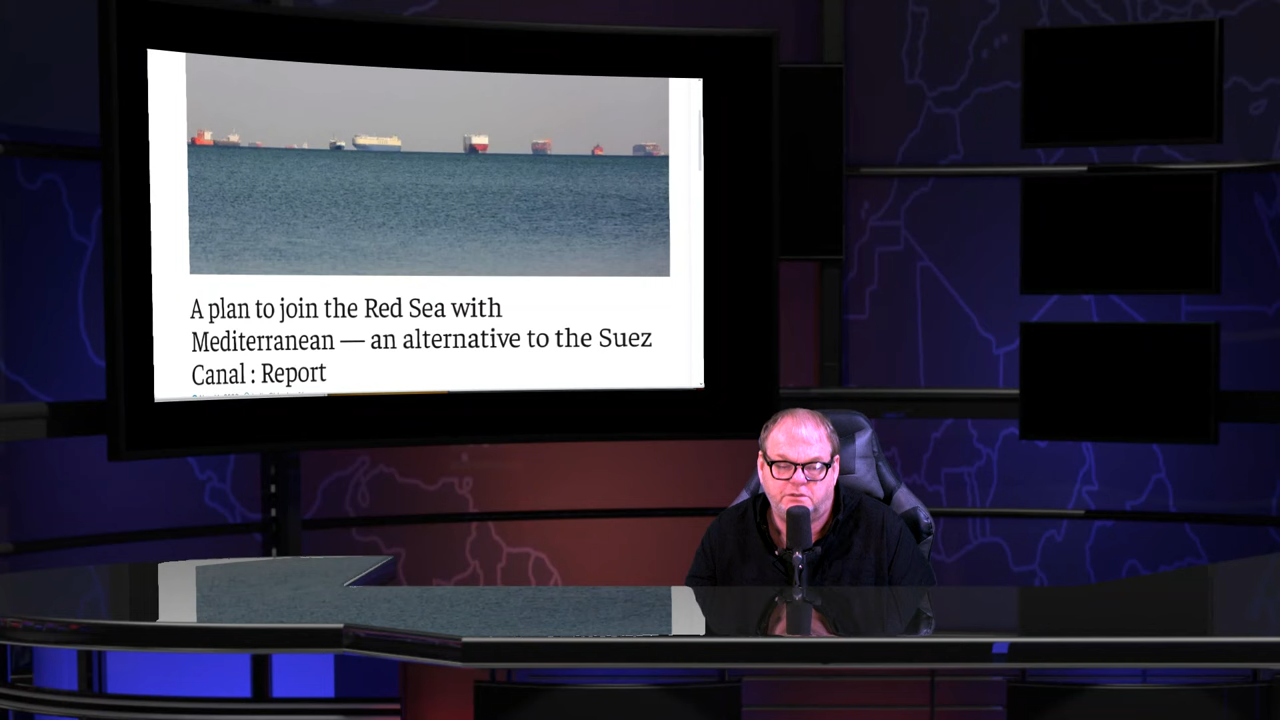 A plan to join the Red Sea with
Mediterranean — an alternative to the Suez
Canal : Report